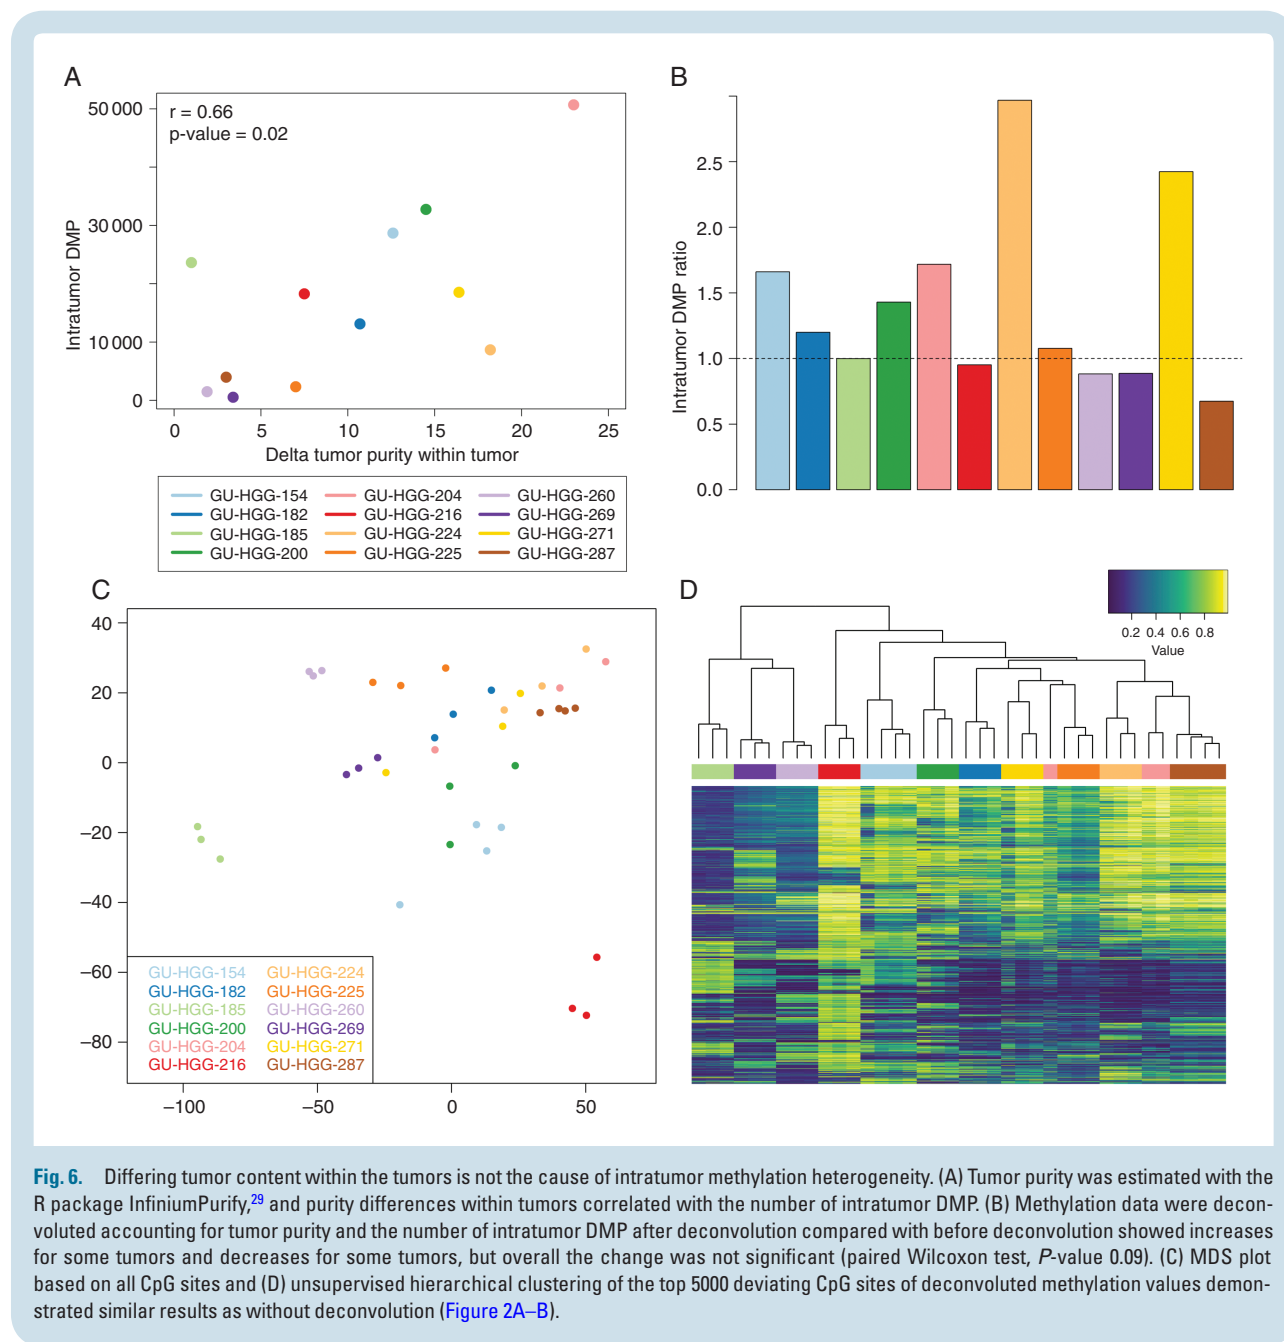 A
r = 0.66
p-value = 0.02
50 000
30 000
10 000
0
Intratumor DMP
0 5 10 15 20 25
Delta tumor purity within tumor
GU-HGG-154 GU-HGG-204 GU-HGG-260
GU-HGG-182 GU-HGG-216 GU-HGG-269
GU-HGG-185 GU-HGG-224 GU-HGG-271
GU-HGG-200 GU-HGG-225 GU-HGG-287
B
2.5
2.0
1.5
1.0
0.5
0.0
Intratumor DMP ratio
C
40
20
0
−20
−40
−60
−80
GU-HGG-154 GU-HGG-224
GU-HGG-182 GU-HGG-225
GU-HGG-185 GU-HGG-260
GU-HGG-200 GU-HGG-269
GU-HGG-204 GU-HGG-271
GU-HGG-216 GU-HGG-287
−100 −50 0 50
D
0.2 0.4 0.6 0.8
Value
Fig. 6. Differing tumor content within the tumors is not the cause of intratumor methylation heterogeneity. (A) Tumor purity was estimated with the
R package InfiniumPurify,29 and purity differences within tumors correlated with the number of intratumor DMP. (B) Methylation data were decon-
voluted accounting for tumor purity and the number of intratumor DMP after deconvolution compared with before deconvolution showed increases
for some tumors and decreases for some tumors, but overall the change was not significant (paired Wilcoxon test, P-value 0.09). (C) MDS plot
based on all CpG sites and (D) unsupervised hierarchical clustering of the top 5000 deviating CpG sites of deconvoluted methylation values demon-
strated similar results as without deconvolution (Figure 2A–B).